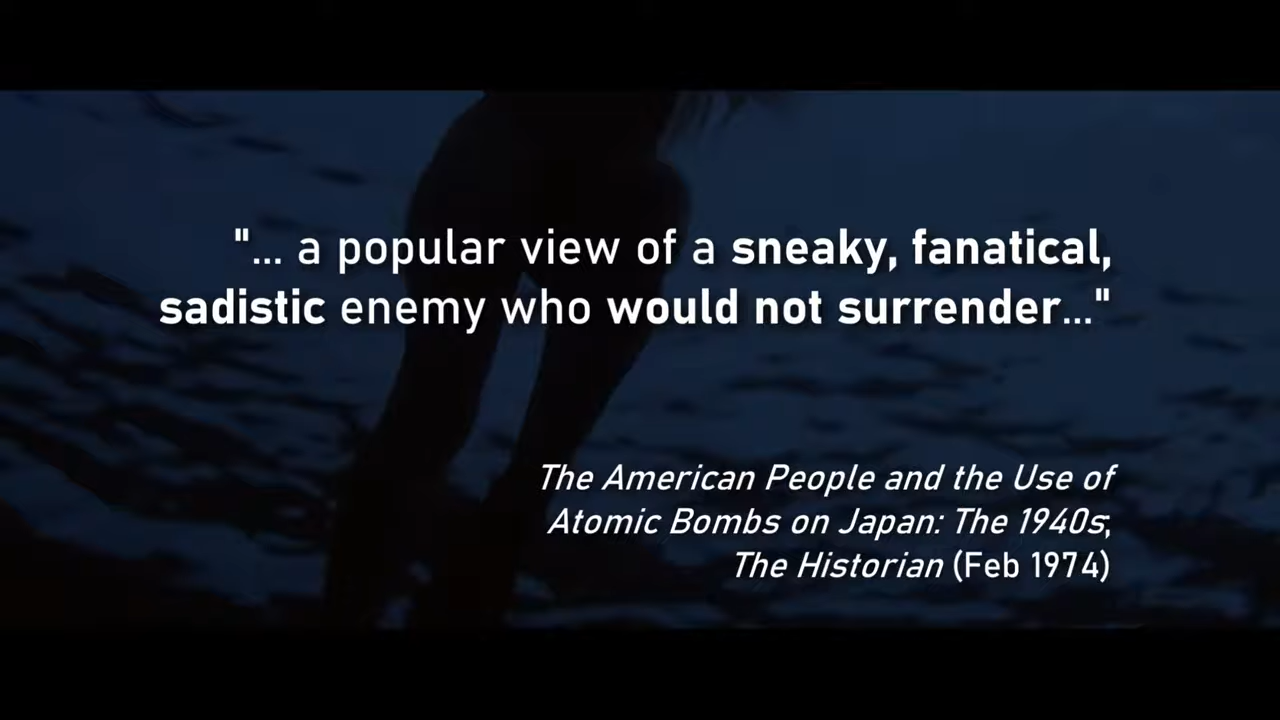 "... a popular view of a sneaky, fanatical,
sadistic enemy who would not surrender..."
The American People and the Use of
Atomic Bombs on Japan: The 1940s;
The Historian (Feb 1974)